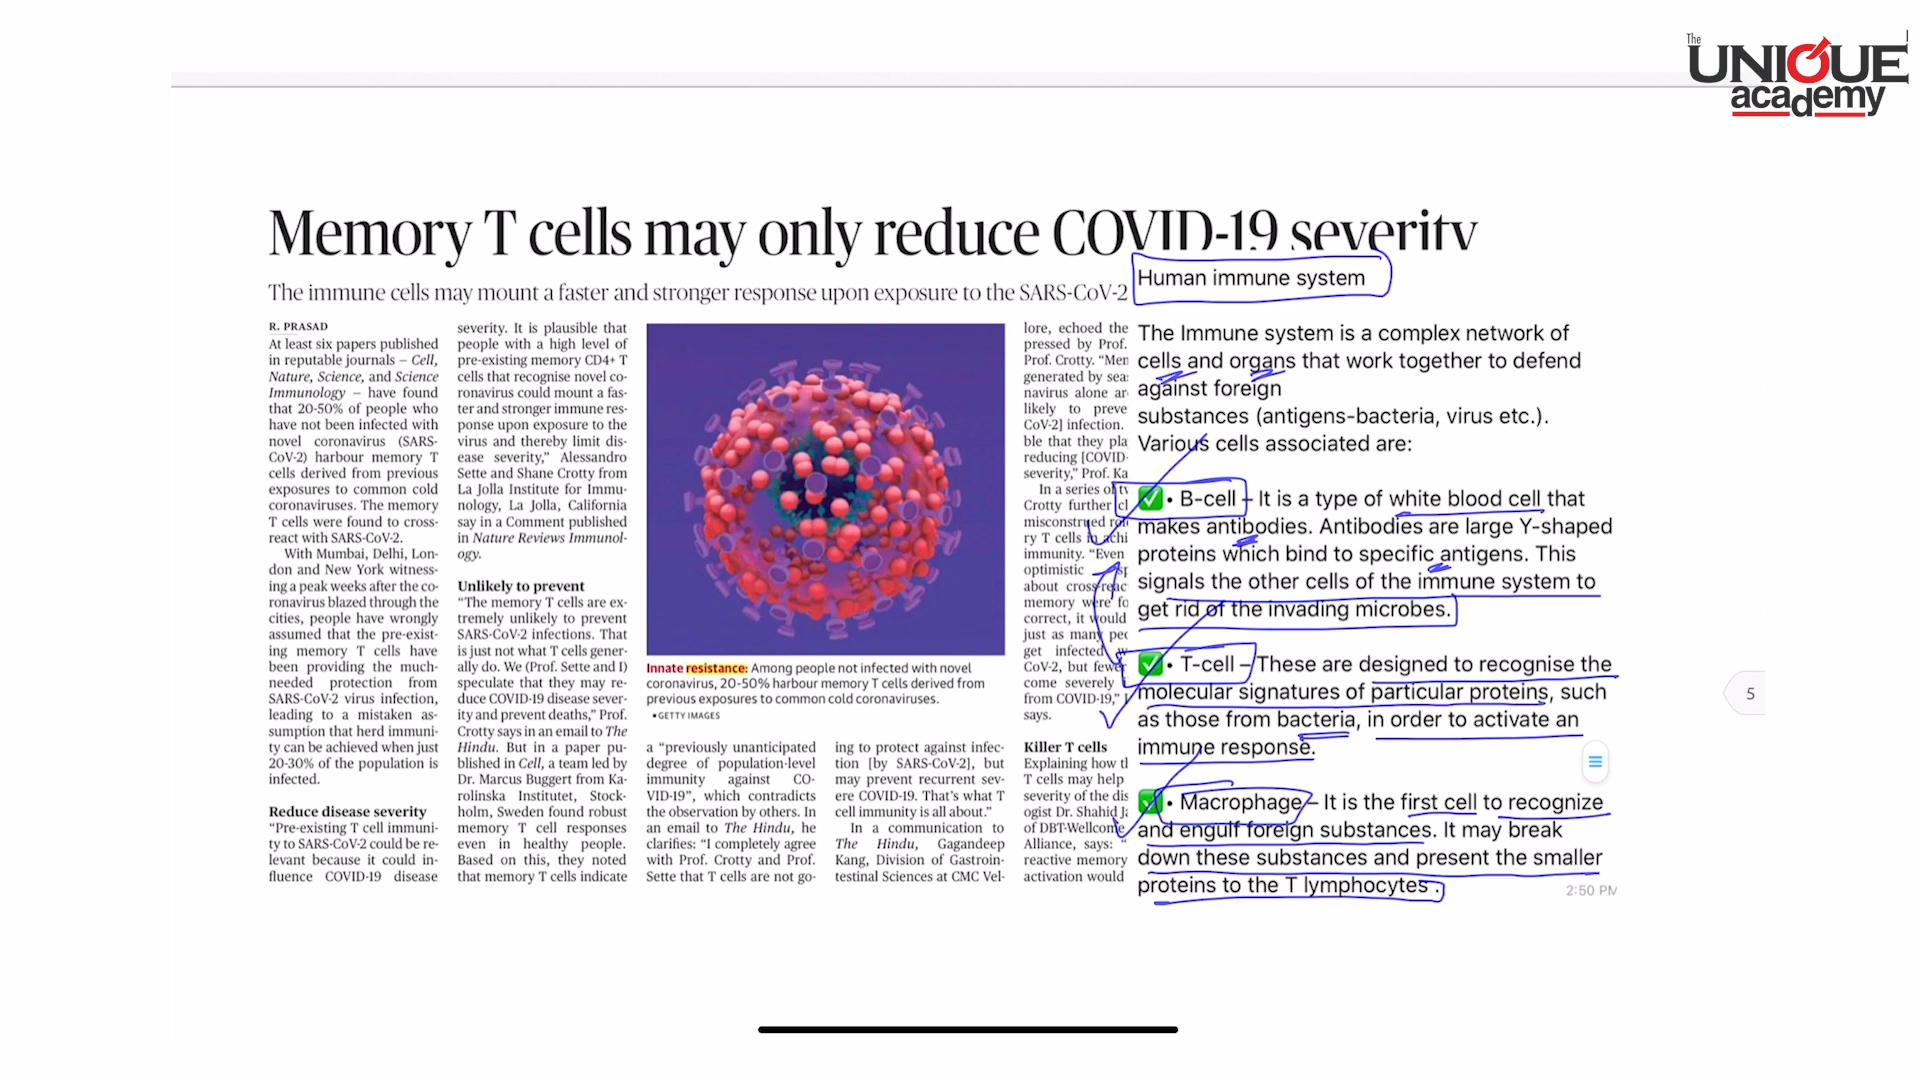 The
UNIQUE
academy
Memory T cells may only reduce COVID-19 severity
The immune cells may mount a faster and stronger response upon exposure to the SARS-CoV-2
R. PRASAD
At least six papers published
in reputable journals – Cell,
Nature, Science, and Science
Immunology – have found
that 20-50% of people who
have not been infected with
novel coronavirus (SARS-
CoV-2) harbour memory T
cells derived from previous
exposures to common cold
coronaviruses. The memory
T cells were found to cross-
react with SARS-CoV-2.
With Mumbai, Delhi, Lon-
don and New York witness-
ing a peak weeks after the co-
ronavirus blazed through the
cities, people have wrongly
assumed that the pre-exist-
ing memory T cells have
been providing the much-
needed protection from
SARS-CoV-2 virus infection,
leading to a mistaken as-
sumption that herd immuni-
ty can be achieved when just
20-30% of the population is
infected.
Reduce disease severity
“Pre-existing T cell immuni-
ty to SARS-CoV-2 could be re-
levant because it could in-
fluence COVID-19 disease
severity. It is plausible that
people with a high level of
pre-existing memory CD4+ T
cells that recognise novel co-
ronavirus could mount a fas-
ter and stronger immune res-
ponse upon exposure to the
virus and thereby limit dis-
ease severity,” Alessandro
Sette and Shane Crotty from
La Jolla Institute for Immu-
nology, La Jolla, California
say in a Comment published
in Nature Reviews Immunol-
ogy.
Unlikely to prevent
“The memory T cells are ex-
tremely unlikely to prevent
SARS-CoV-2 infections. That
is just not what T cells gener-
ally do. We (Prof. Sette and I)
speculate that they may re-
duce COVID-19 disease sever-
ity and prevent deaths,” Prof.
Crotty says in an email to The
Hindu. But in a paper pu-
blished in Cell, a team led by
Dr. Marcus Buggert from Ka-
rolinska Institutet, Stock-
holm, Sweden found robust
memory T cell responses
even in healthy people.
Based on this, they noted
that memory T cells indicate
Innate resistance: Among people not infected with novel
coronavirus, 20-50% harbour memory T cells derived from
previous exposures to common cold coronaviruses.
▪GETTY IMAGES
a “previously unanticipated
degree of population-level
immunity against CO-
VID-19”, which contradicts
the observation by others. In
an email to The Hindu, he
clarifies: “I completely agree
with Prof. Crotty and Prof.
Sette that T cells are not go-
ing to protect against infec-
tion [by SARS-CoV-2], but
may prevent recurrent sev-
ere COVID-19. That’s what T
cell immunity is all about.”
In a communication to
The Hindu, Gagandeep
Kang, Division of Gastroin-
testinal Sciences at CMC Vel-
lore, echoed the
pressed by Prof.
Prof. Crotty.
generated by
navirus alone
likely to
CoV-2] infection.
ble that they
reducing
severity,” Prof.
In a series of
Crotty further
misconstrued
ry T cells in
immunity. “Even
optimistic
about
memory were
correct, it would
just as many
get infected
CoV-2, but
come severely
from COVID-19,”
says.
Killer T cells
Explaining how
T cells may help
severity of the
ogist Dr. Shahid
of DBT-Wellcome
Alliance, says:
reactive memory
activation would
Human immune system
The Immune system is a complex network of
cells and organs that work together to defend
against foreign
substances (antigens-bacteria, virus etc.).
Various cells associated are:
✅• B-cell – It is a type of white blood cell that
makes antibodies. Antibodies are large Y-shaped
proteins which bind to specific antigens. This
signals the other cells of the immune system to
get rid of the invading microbes.
✅• T-cell – These are designed to recognise the
molecular signatures of particular proteins, such
as those from bacteria, in order to activate an
immune response.
✅• Macrophage – It is the first cell to recognize
and engulf foreign substances. It may break
down these substances and present the smaller
proteins to the T lymphocytes .
2:50 PM
5